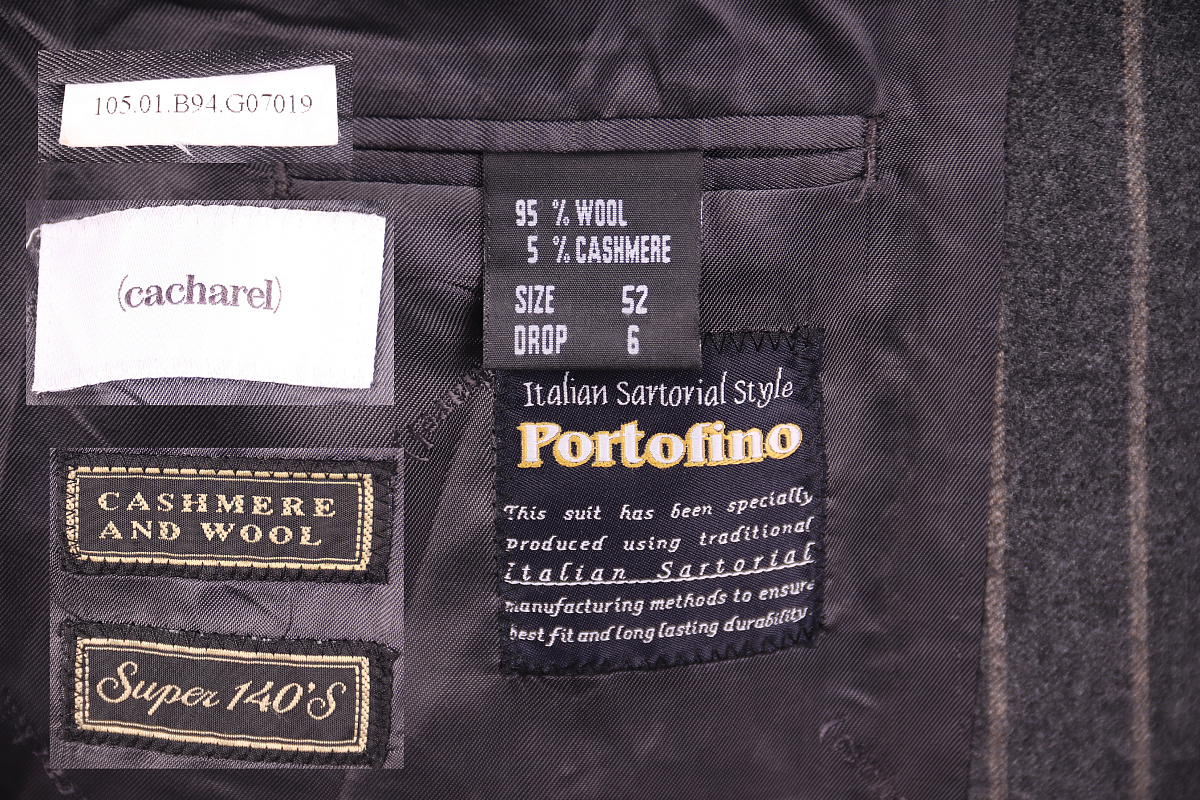 105.01.B94.G07019
(cacharel)
CASHMERE
AND WOOL
Super 140'S
95 % WOOL
5 % CASHMERE
SIZE 52
DROP 6
Italian Sartorial Style
Portofino
This suit has been specially
produced using traditional
Italian Sartorial
manufacturing methods to ensure
best fit and long lasting durability.